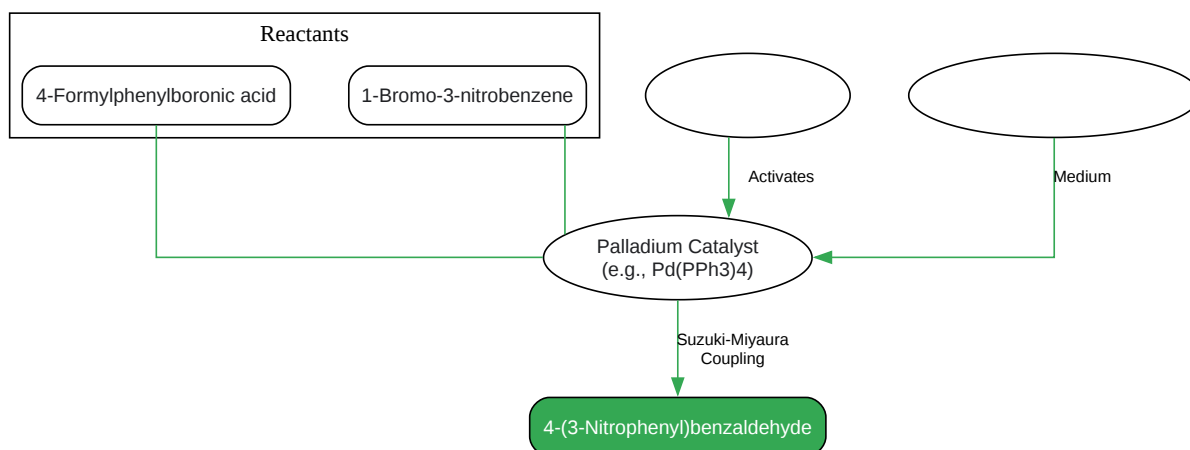 Reactants
4-Formylphenylboronic acid
1-Bromo-3-nitrobenzene
Activates
Medium
Palladium Catalyst
(e.g., Pd(PPh3)4)
Suzuki-Miyaura
Coupling
4-(3-Nitrophenyl)benzaldehyde